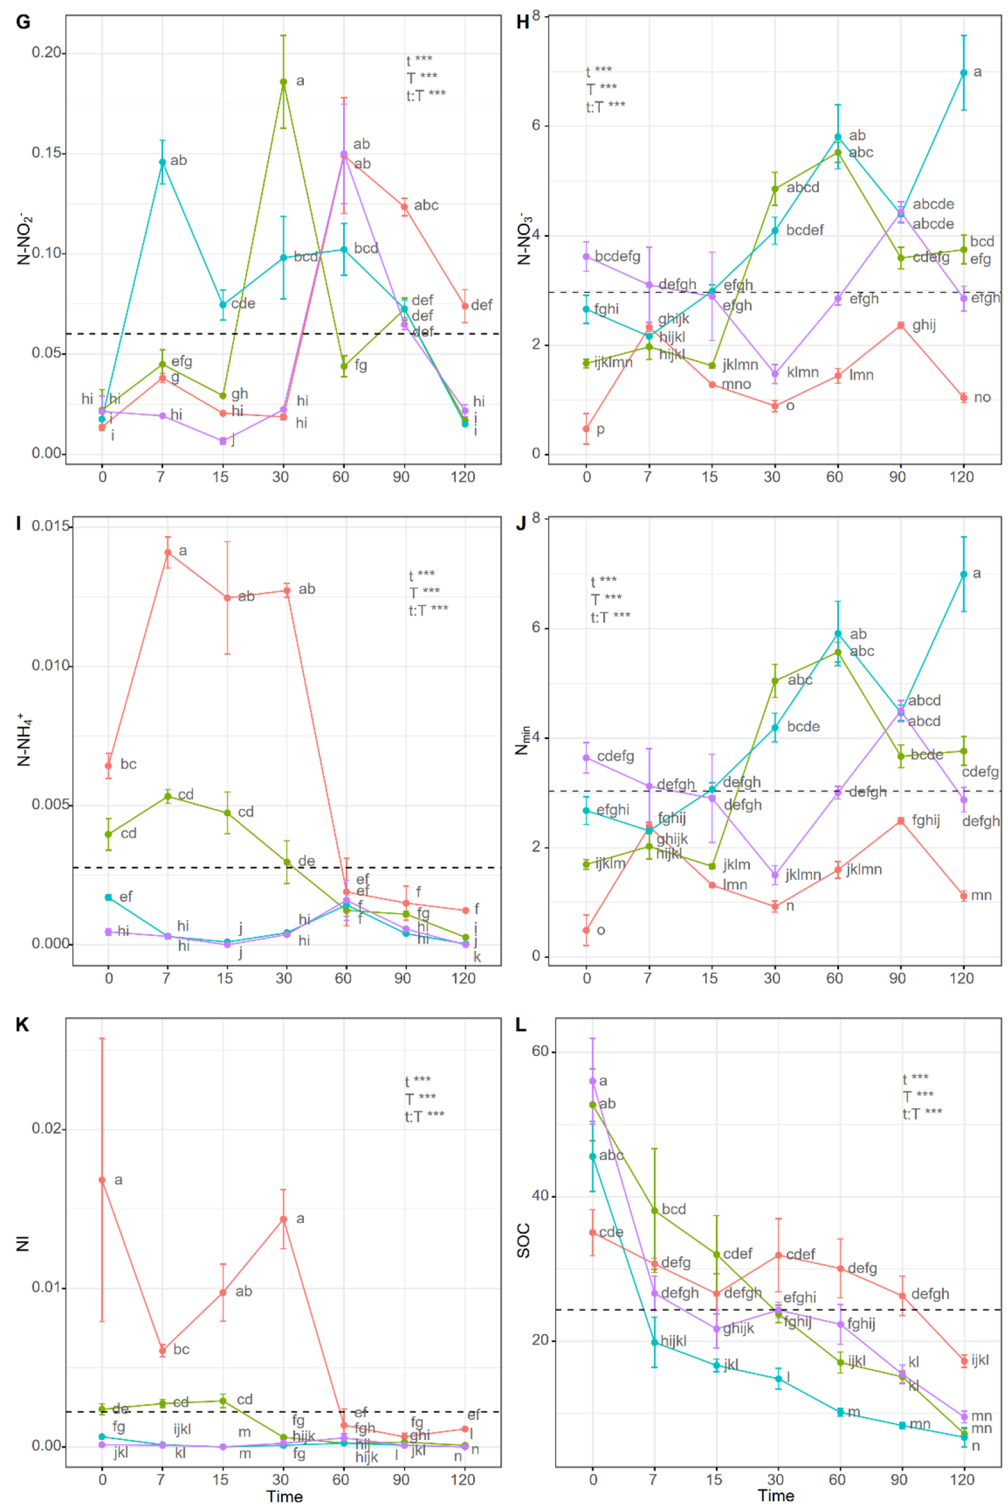 G
N-NO2-
0.20
0.15
0.10
0.05
0.00
t ***
T ***
t:T ***
a
ab
ab
ab
abc
bcd
bcd
cde
def
def
def
def
efg
g
fg
gh
hi
hi
hi
hi
hi
hi
hi
j
i
i
i
i
i
0 7 15 30 60 90 120
H
N-NO3-
8
6
4
2
0
t ***
T ***
t:T ***
a
ab
abc
abcd
abcde
abcde
bcdef
bcd
efg
bcdefg
cdefg
defgh
efgh
efgh
efgh
efgh
fghi
ghijk
hijkl
hijkl
ghij
ijklmn
jklmn
klmn
lmn
mno
o
no
p
0 7 15 30 60 90 120
I
N-NH4+
0.015
0.010
0.005
0.000
t ***
T ***
t:T ***
a
ab
ab
bc
cd
cd
cd
de
ef
ef
ef
f
f
f
f
fg
hi
hi
hi
hi
hi
hi
hi
j
j
i
j
k
0 7 15 30 60 90 120
J
Nmin
8
6
4
2
0
t ***
T ***
t:T ***
a
ab
abc
abc
abcd
abcd
bcde
bcde
cdefg
cdefg
defgh
defgh
defgh
defgh
defgh
efghi
fghij
ghijk
hijkl
fghij
ijklm
jklm
jklmn
jklmn
lmn
n
mn
o
0 7 15 30 60 90 120
K
NI
0.02
0.01
0.00
t ***
T ***
t:T ***
a
a
ab
bc
de
cd
cd
fg
ijkl
m
fg
hijk
ef
fgh
hij
hijk
fg
ghi
jkl
ef
l
jkl
kl
m
fg
l
n
n
0 7 15 30 60 90 120
Time
L
SOC
60
40
20
t ***
T ***
t:T ***
a
ab
abc
bcd
cde
cdef
cdef
defg
defg
defgh
defgh
defgh
efghi
fghij
fghij
ghijk
hijkl
ijkl
ijkl
jkl
kl
kl
l
m
mn
mn
n
0 7 15 30 60 90 120
Time